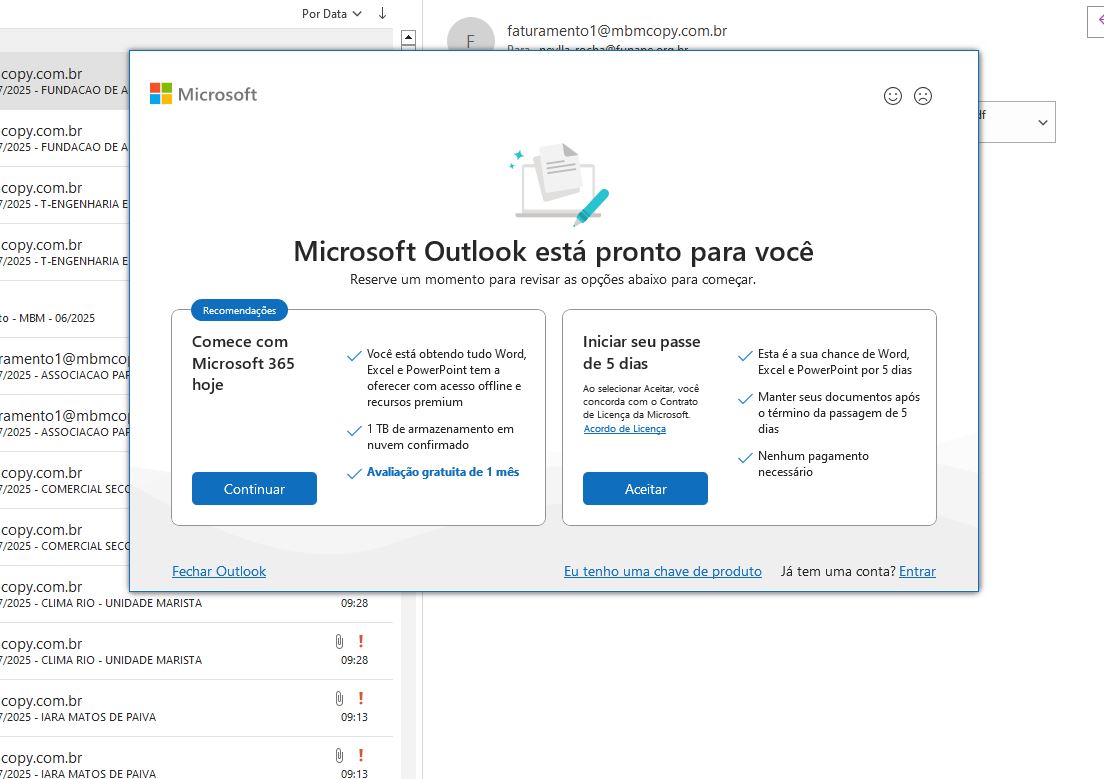 Por Data
copy.com.br
7/2025 - FUNDACAO DE A
copy.com.br
7/2025 - FUNDACAO DE A
copy.com.br
7/2025 - T-ENGENHARIA E
copy.com.br
7/2025 - T-ENGENHARIA E
to - MBM - 06/2025
uramento1@mbmcop
7/2025 - ASSOCIACAO PAR
uramento1@mbmcop
7/2025 - ASSOCIACAO PAR
copy.com.br
7/2025 - COMERCIAL SECC
copy.com.br
7/2025 - COMERCIAL SECC
copy.com.br
7/2025 - CLIMA RIO - UNIDADE MARISTA 09:28
copy.com.br !
7/2025 - CLIMA RIO - UNIDADE MARISTA 09:28
copy.com.br !
7/2025 - IARA MATOS DE PAIVA 09:13
copy.com.br !
7/2025 - IARA MATOS DE PAIVA 09:13
F
faturamento1@mbmcopy.com.br
Para
df
Microsoft
Microsoft Outlook está pronto para você
Reserve um momento para revisar as opções abaixo para começar.
Recomendações
Comece com
Microsoft 365
hoje
Você está obtendo tudo Word,
Excel e PowerPoint tem a
oferecer com acesso offline e
recursos premium
1 TB de armazenamento em
nuvem confirmado
Avaliação gratuita de 1 mês
Continuar
Iniciar seu passe
de 5 dias
Ao selecionar Aceitar, você
concorda com o Contrato
de Licença da Microsoft.
Acordo de Licença
Esta é a sua chance de Word,
Excel e PowerPoint por 5 dias
Manter seus documentos após
o término da passagem de 5
dias
Nenhum pagamento
necessário
Aceitar
Fechar Outlook
Eu tenho uma chave de produto
Já tem uma conta? Entrar